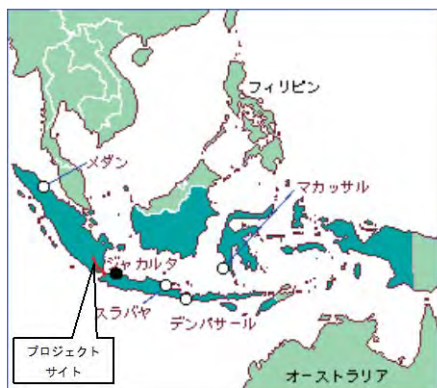 フィリピン
メダン
マカッサル
ジャカルタ
スラバヤ
デンパサール
プロジェクト
サイト
オーストラリア